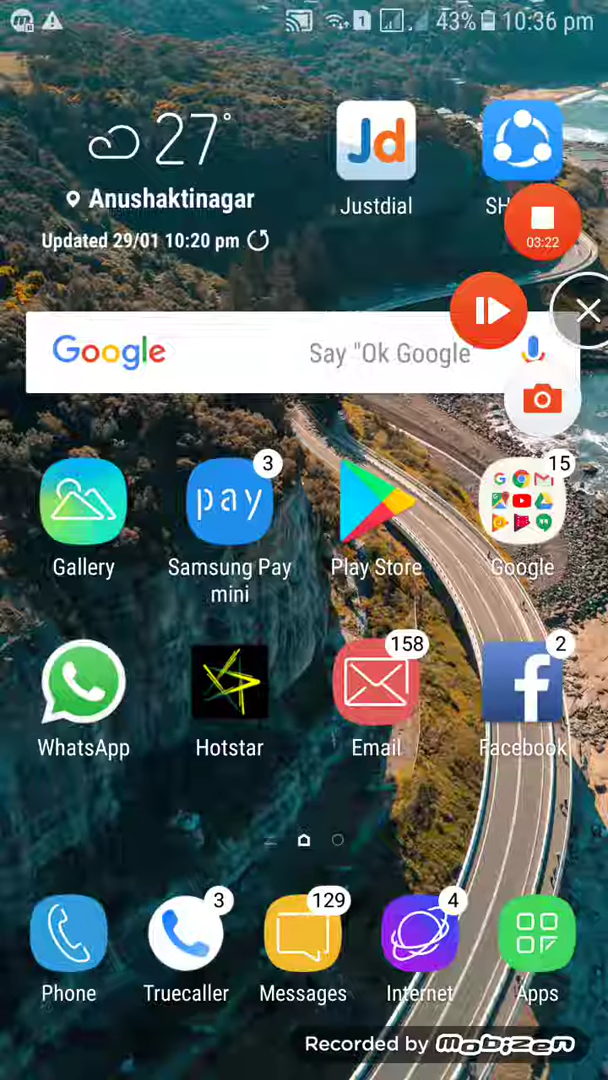 1 43% 10:36 pm
27°
Anushaktinagar
Updated 29/01 10:20 pm
Jd
Justdial
SH
03:22
Google Say "Ok Google"
3
15
pay
G
Gallery
Samsung Pay mini
Play Store
Google
158
2
f
WhatsApp
Hotstar
Email
Facebook
3
129
4
Phone
Truecaller
Messages
Internet
Apps
Recorded by mobizen